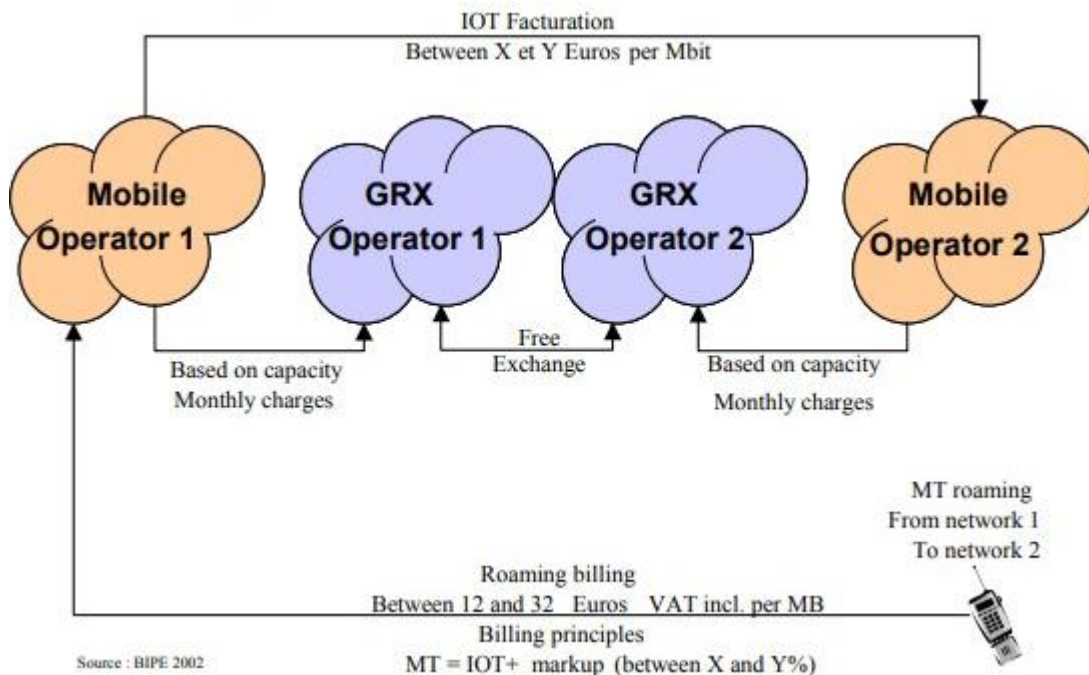 IOT Facturation
Between X et Y Euros per Mbit
Mobile
Operator 1
GRX
Operator 1
GRX
Operator 2
Mobile
Operator 2
Based on capacity
Monthly charges
Free
Exchange
Based on capacity
Monthly charges
MT roaming
From network 1
To network 2
Roaming billing
Between 12 and 32 Euros VAT incl. per MB
Billing principles
MT = IOT+ markup (between X and Y%)
Source : BIPE 2002